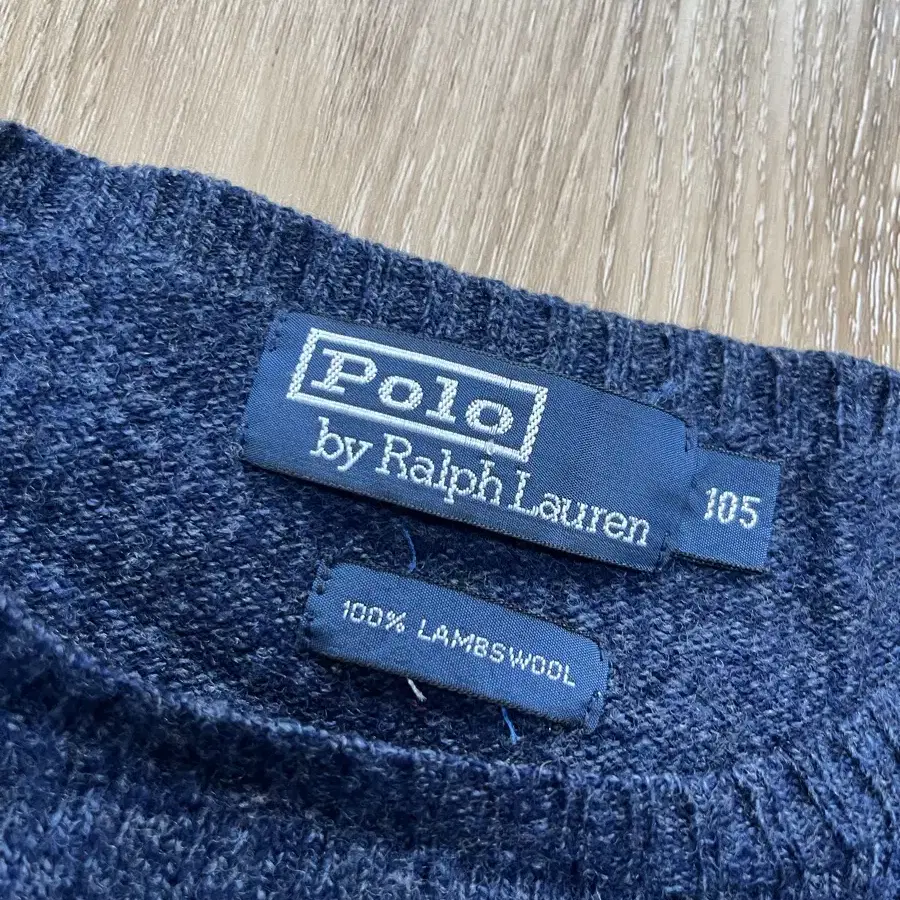 Polo
by Ralph Lauren
105
100% LAMBSWOOL